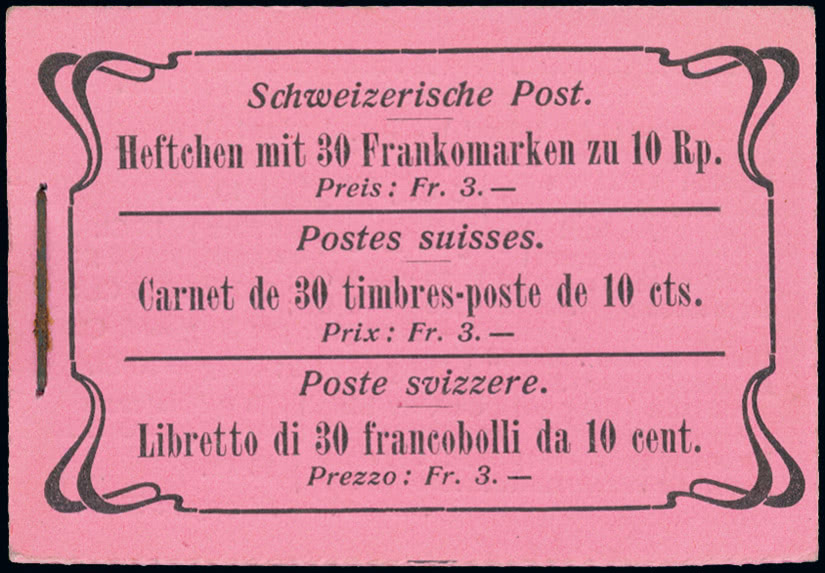 Schweizerische Post.
Heftchen mit 30 Frankomarken zu 10 Rp.
Preis: Fr. 3.—
Postes suisses.
Carnet de 30 timbres-poste de 10 cts.
Prix: Fr. 3.—
Poste svizzere.
Libretto di 30 francobolli da 10 cent.
Prezzo: Fr. 3.—